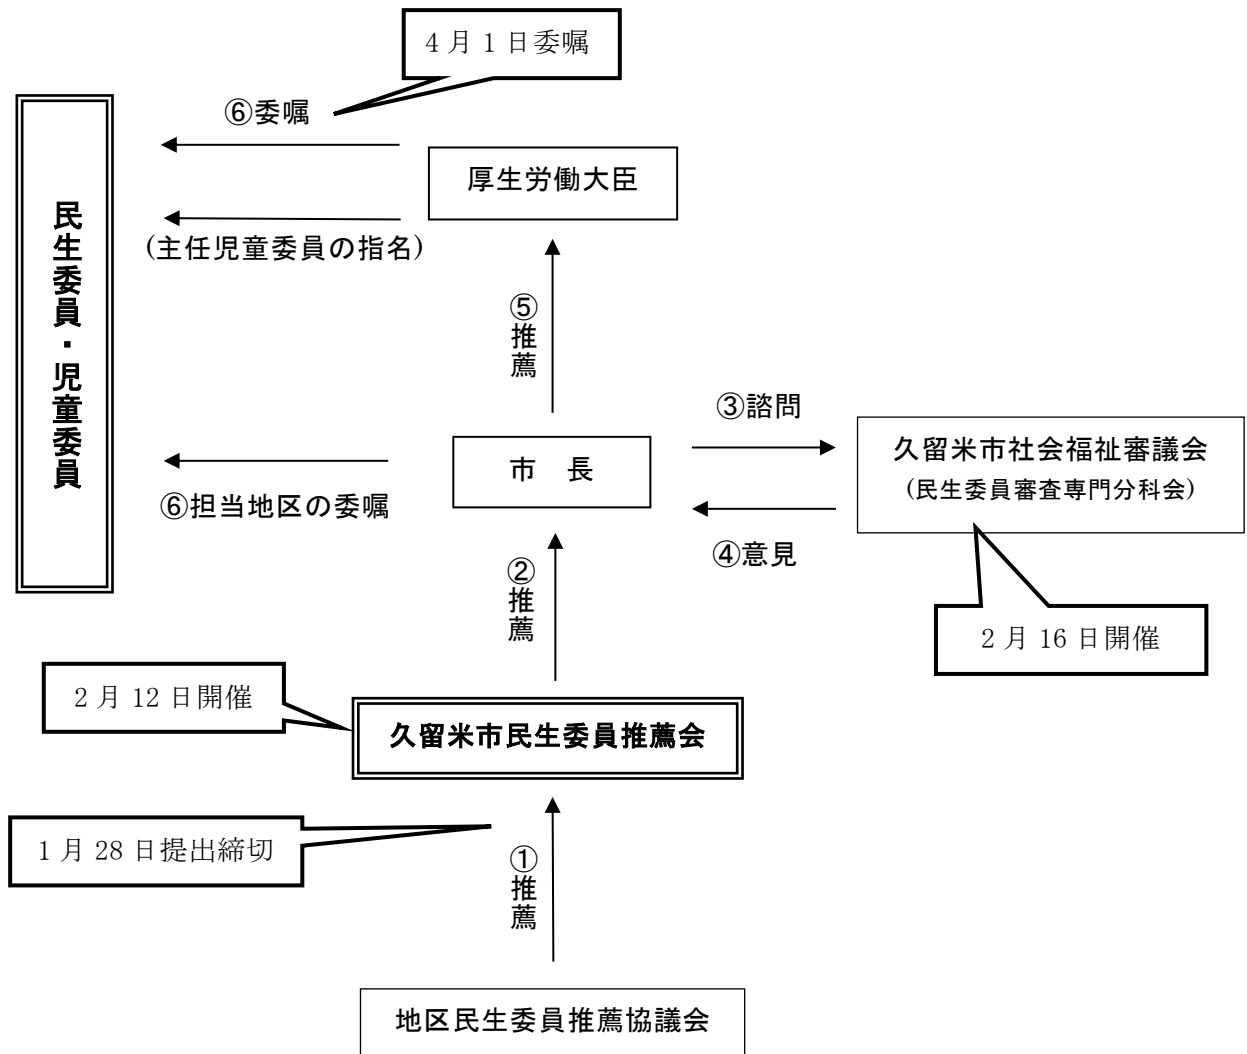 4月1日委嘱
⑥委嘱
厚生労働大臣
(主任児童委員の指名)
民生委員・児童委員
⑤推薦
③諮問
久留米市社会福祉審議会
(民生委員審査専門分科会)
市　長
⑥担当地区の委嘱
④意見
②推薦
2月16日開催
2月12日開催
久留米市民生委員推薦会
1月28日提出締切
①推薦
地区民生委員推薦協議会